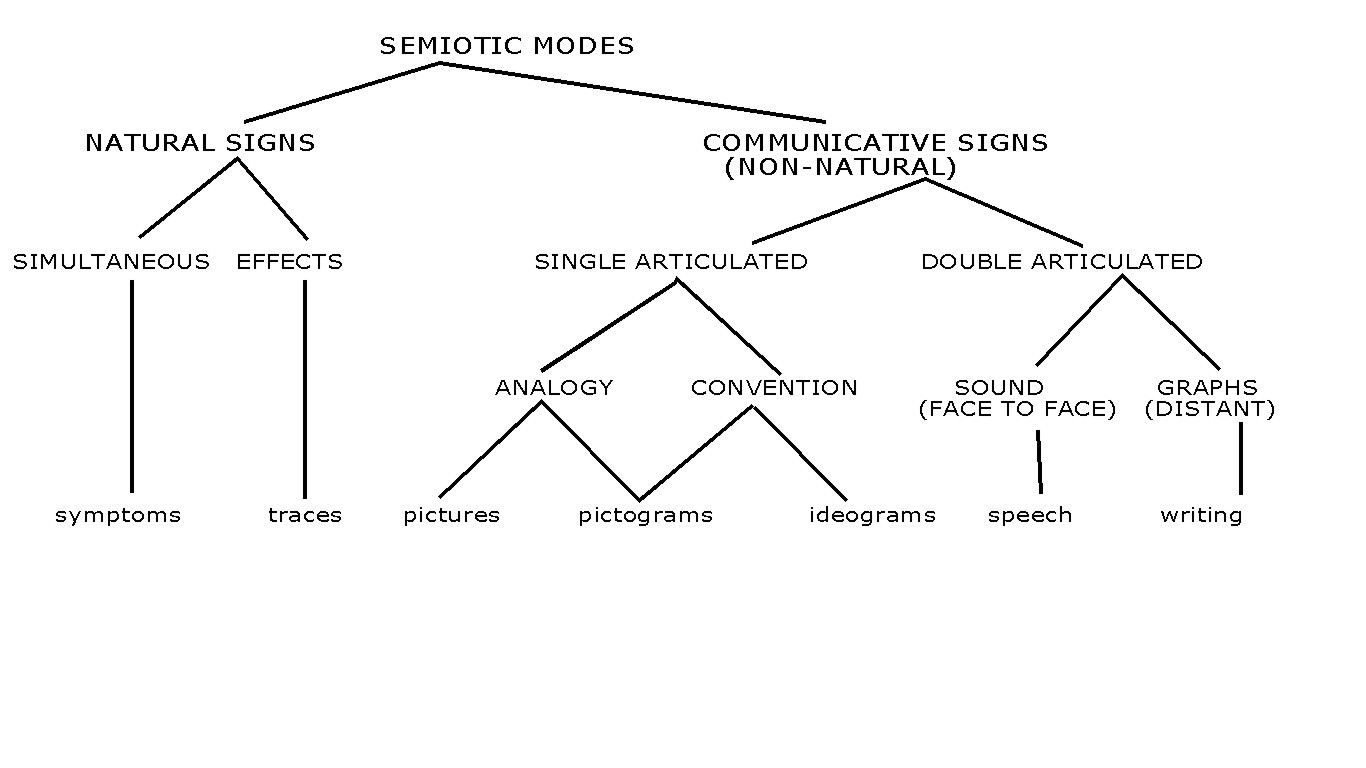 SEMIOTIC MODES
NATURAL SIGNS
COMMUNICATIVE SIGNS
(NON-NATURAL)
SIMULTANEOUS
EFFECTS
SINGLE ARTICULATED
DOUBLE ARTICULATED
ANALOGY
CONVENTION
SOUND
(FACE TO FACE)
GRAPHS
(DISTANT)
symptoms
traces
pictures
pictograms
ideograms
speech
writing